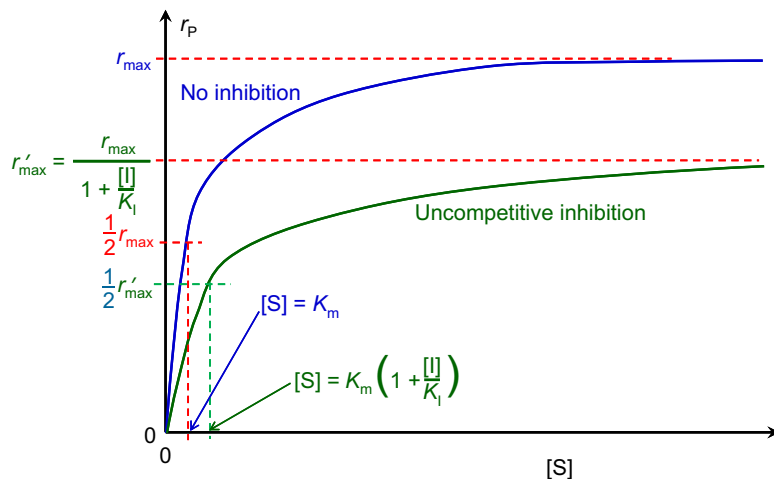 r_P
r_max
No inhibition
r′_max = r_max / (1 + [I]/K_I)
Uncompetitive inhibition
1/2 r_max
1/2 r′_max
[S] = K_m
[S] = K_m (1 + [I]/K_I)
0
0
[S]